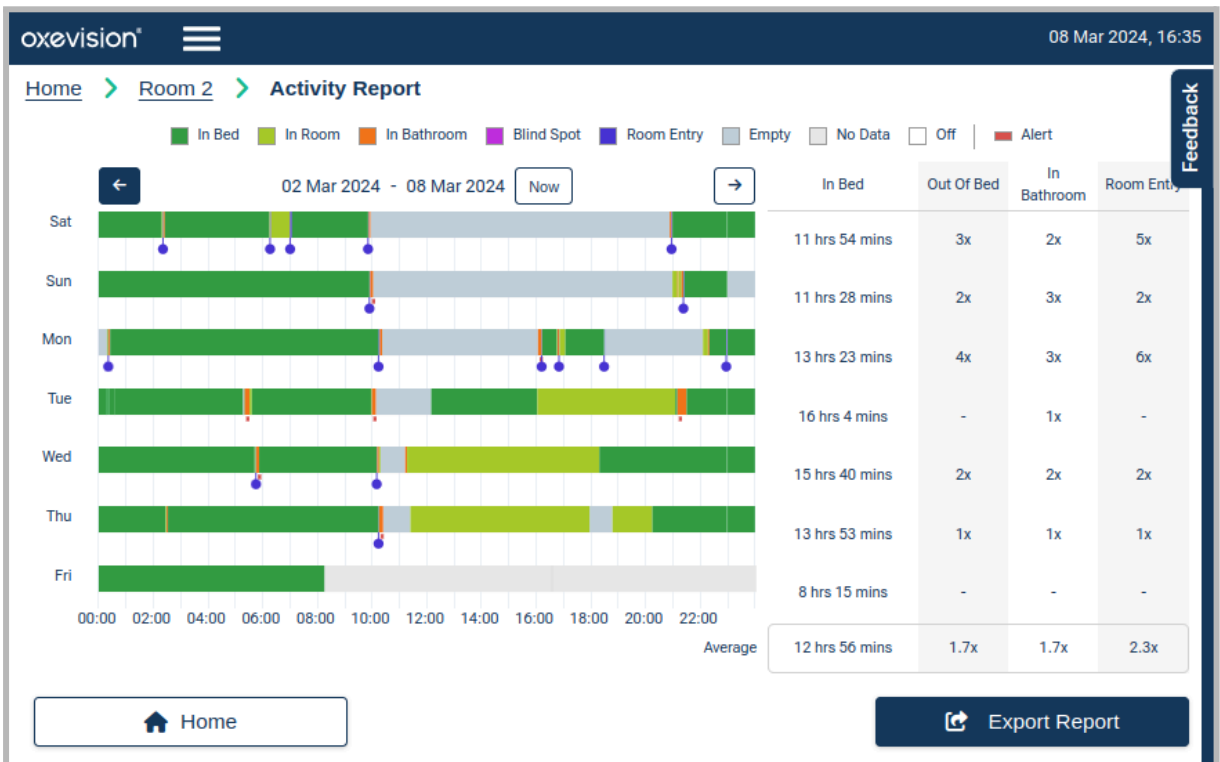 oxevision®
08 Mar 2024, 16:35
Home > Room 2 > Activity Report
Feedback
In Bed In Room In Bathroom Blind Spot Room Entry Empty No Data Off Alert
02 Mar 2024 - 08 Mar 2024 Now
In Bed Out Of Bed In Bathroom Room Entry
Sat 11 hrs 54 mins 3x 2x 5x
Sun 11 hrs 28 mins 2x 3x 2x
Mon 13 hrs 23 mins 4x 3x 6x
Tue 16 hrs 4 mins - 1x -
Wed 15 hrs 40 mins 2x 2x 2x
Thu 13 hrs 53 mins 1x 1x 1x
Fri 8 hrs 15 mins - - -
00:00 02:00 04:00 06:00 08:00 10:00 12:00 14:00 16:00 18:00 20:00 22:00
Average 12 hrs 56 mins 1.7x 1.7x 2.3x
Home
Export Report